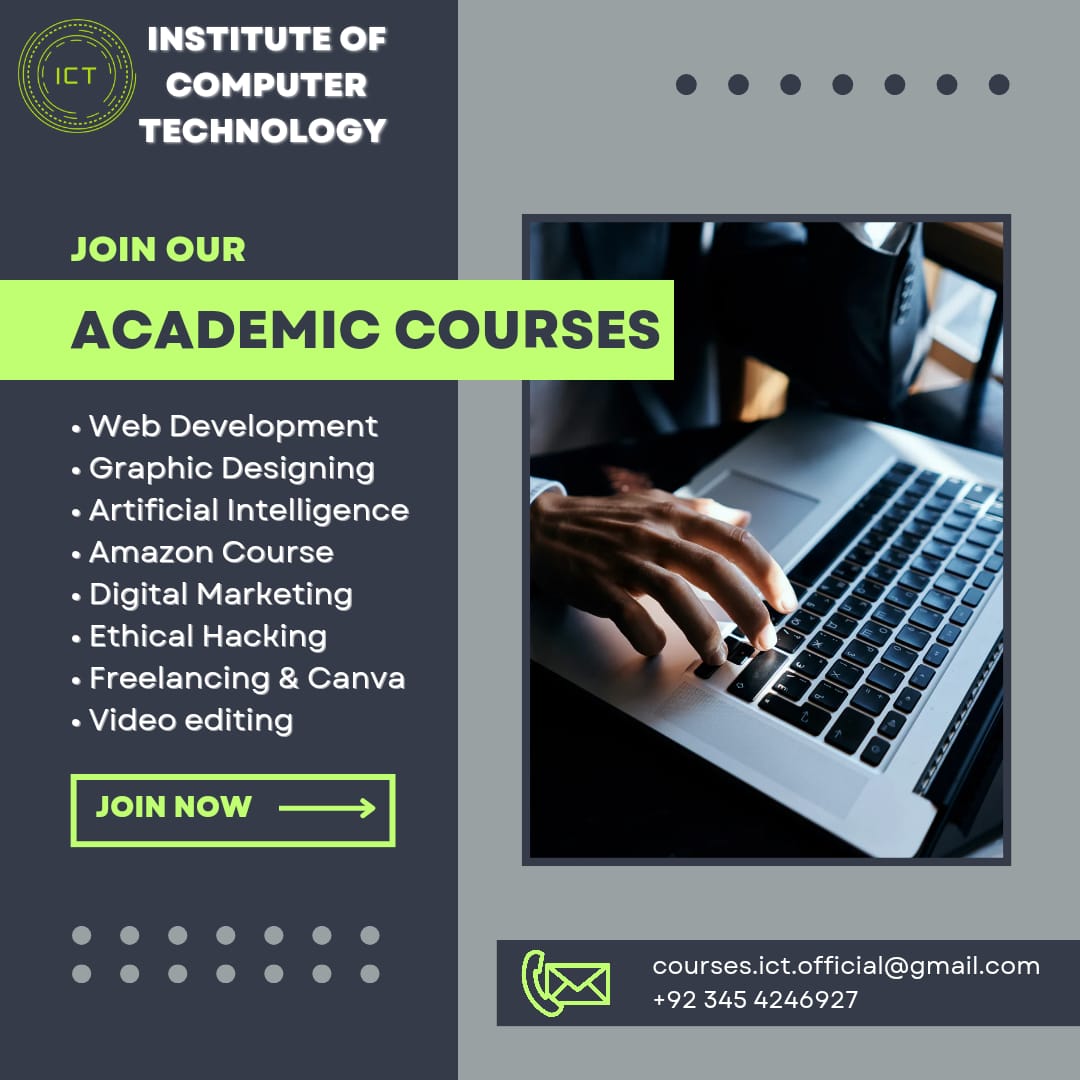 ICT
INSTITUTE OF
COMPUTER
TECHNOLOGY
JOIN OUR
ACADEMIC COURSES
• Web Development
• Graphic Designing
• Artificial Intelligence
• Amazon Course
• Digital Marketing
• Ethical Hacking
• Freelancing & Canva
• Video editing
JOIN NOW
courses.ict.official@gmail.com
+92 345 4246927